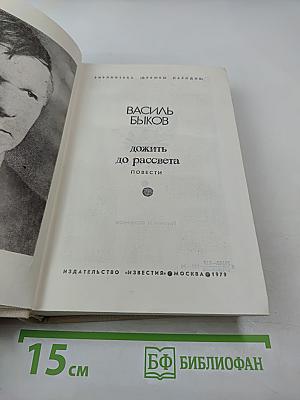 БИБЛИОТЕКА «ДРУЖБЫ НАРОДОВ»
ВАСИЛЬ
БЫКОВ
дожить
до рассвета
ПОВЕСТИ
ИЗДАТЕЛЬСТВО «ИЗВЕСТИЯ» МОСКВА 1979
15 см
БФ БИБЛИОФАН